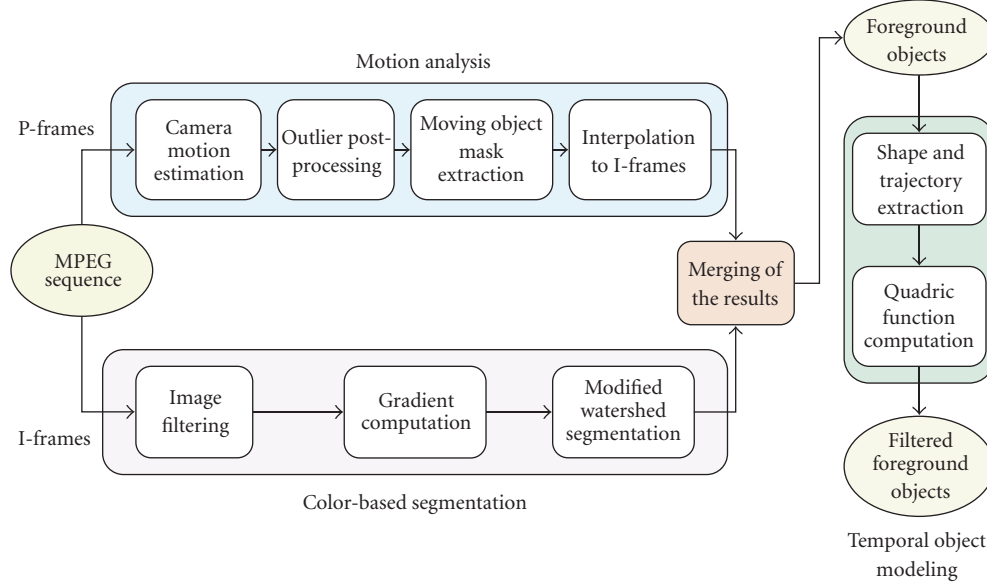 Motion analysis
P-frames
Camera
motion
estimation
Outlier post-
processing
Moving object
mask
extraction
Interpolation
to I-frames
MPEG
sequence
Merging of
the results
I-frames
Image
filtering
Gradient
computation
Modified
watershed
segmentation
Color-based segmentation
Foreground
objects
Shape and
trajectory
extraction
Quadric
function
computation
Filtered
foreground
objects
Temporal object
modeling